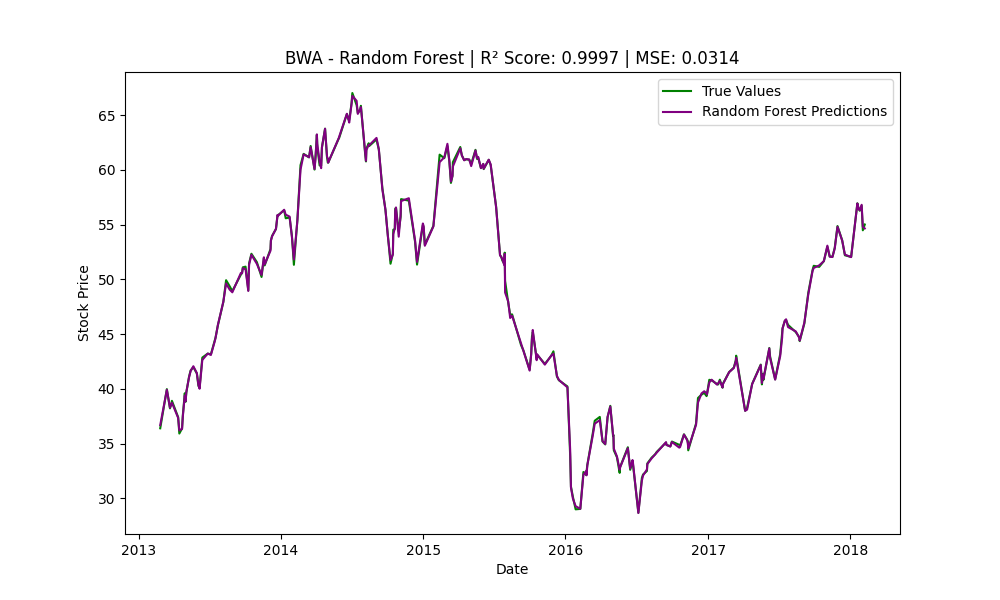 BWA - Random Forest | R² Score: 0.9997 | MSE: 0.0314
True Values
Random Forest Predictions
65
60
55
50
45
40
35
30
Stock Price
2013 2014 2015 2016 2017 2018
Date